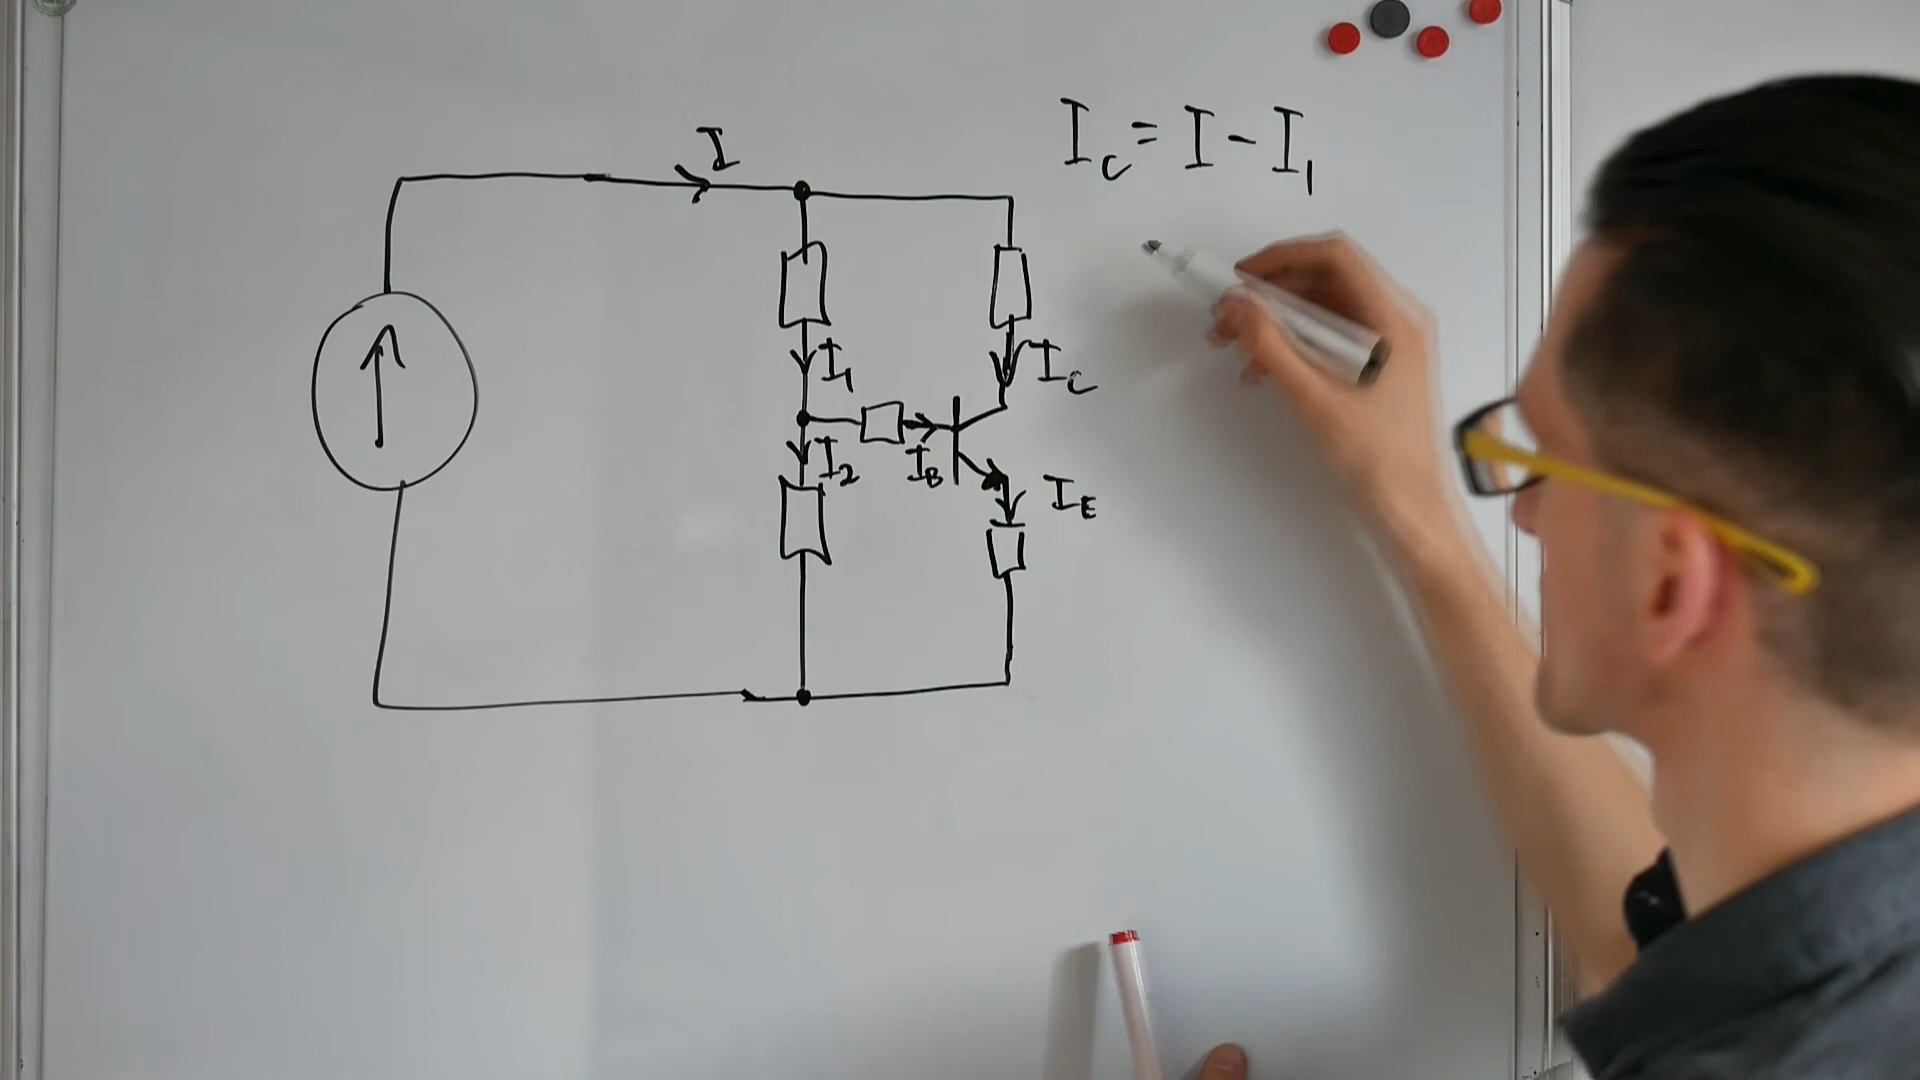 I
I_C = I - I_1
I_1
I_C
I_2
I_B
I_E